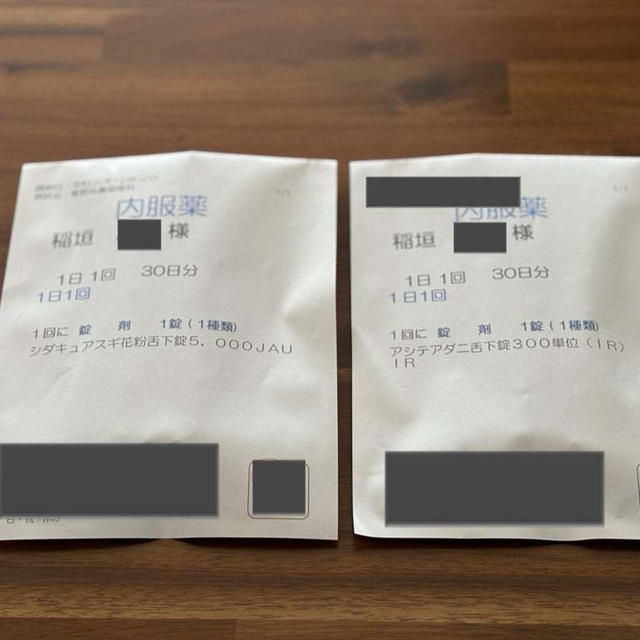 内服薬
稲垣 様
1日1回 30日分
1日1回
1回に 錠 剤 1錠(1種類)
シダキュアスギ花粉舌下錠5,000JAU
内服薬
稲垣 様
1日1回 30日分
1日1回
1回に 錠 剤 1錠(1種類)
アシテアダニ舌下錠300単位(IR)
IR